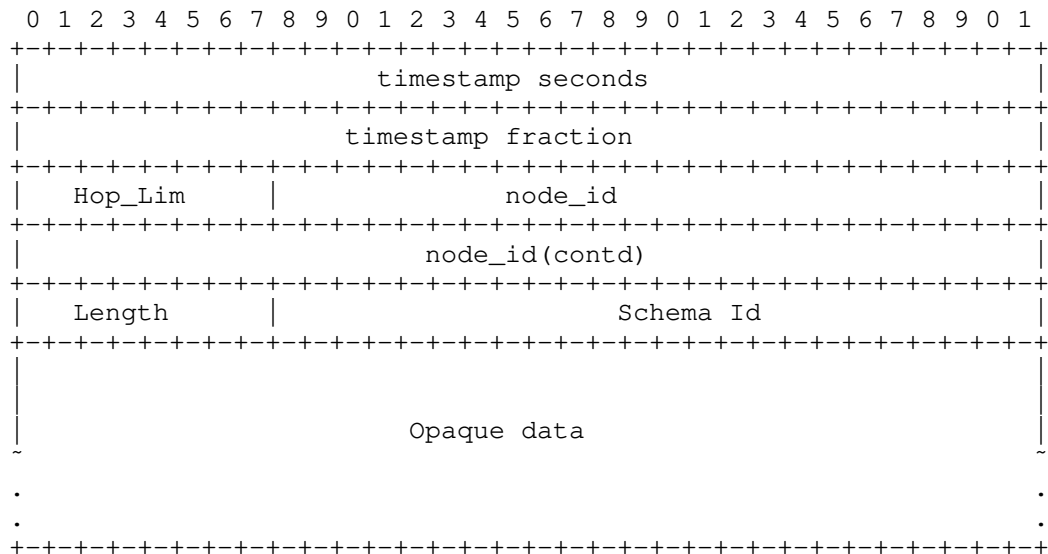 0 1 2 3 4 5 6 7 8 9 0 1 2 3 4 5 6 7 8 9 0 1 2 3 4 5 6 7 8 9 0 1
+-+-+-+-+-+-+-+-+-+-+-+-+-+-+-+-+-+-+-+-+-+-+-+-+-+-+-+-+-+-+-+-+
| timestamp seconds |
+-+-+-+-+-+-+-+-+-+-+-+-+-+-+-+-+-+-+-+-+-+-+-+-+-+-+-+-+-+-+-+-+
| timestamp fraction |
+-+-+-+-+-+-+-+-+-+-+-+-+-+-+-+-+-+-+-+-+-+-+-+-+-+-+-+-+-+-+-+-+
| Hop_Lim | node_id |
+-+-+-+-+-+-+-+-+-+-+-+-+-+-+-+-+-+-+-+-+-+-+-+-+-+-+-+-+-+-+-+-+
| node_id(contd) |
+-+-+-+-+-+-+-+-+-+-+-+-+-+-+-+-+-+-+-+-+-+-+-+-+-+-+-+-+-+-+-+-+
| Length | Schema Id |
+-+-+-+-+-+-+-+-+-+-+-+-+-+-+-+-+-+-+-+-+-+-+-+-+-+-+-+-+-+-+-+-+
| |
| |
| Opaque data |
~ ~
. .
. .
+-+-+-+-+-+-+-+-+-+-+-+-+-+-+-+-+-+-+-+-+-+-+-+-+-+-+-+-+-+-+-+-+